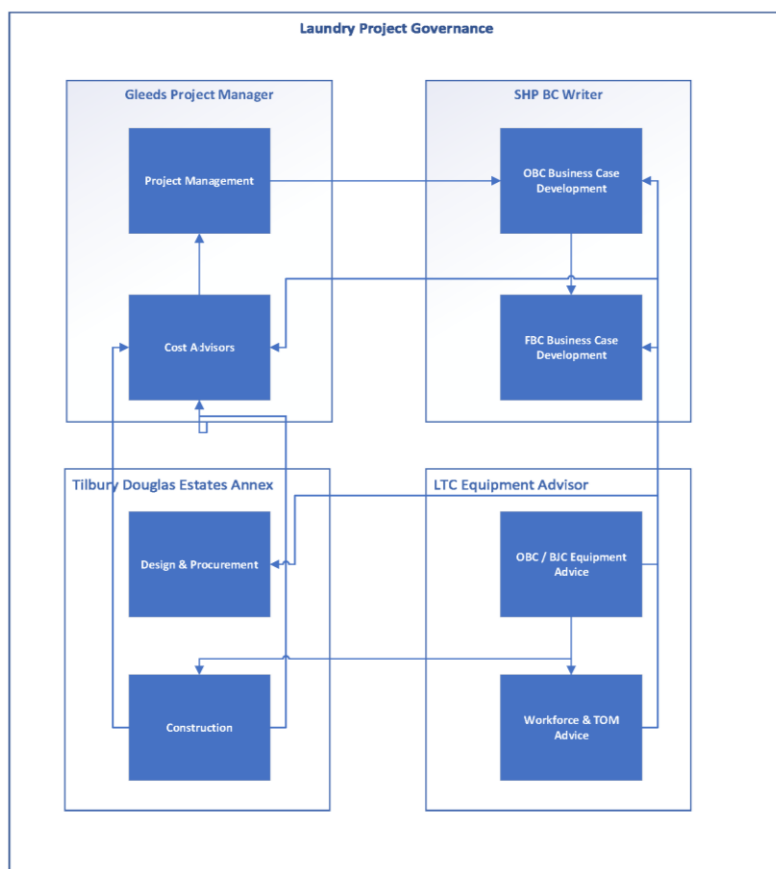 Laundry Project Governance
Gleeds Project Manager
SHP BC Writer
Project Management
OBC Business Case
Development
Cost Advisors
FBC Business Case
Development
Tilbury Douglas Estates Annex
LTC Equipment Advisor
Design & Procurement
OBC / BJC Equipment
Advice
Construction
Workforce & TOM
Advice